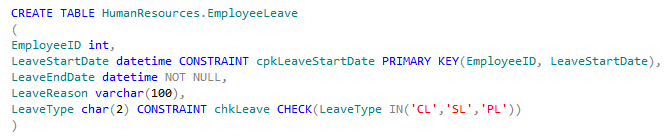 CREATE TABLE HumanResources.EmployeeLeave
(
EmployeeID int,
LeaveStartDate datetime CONSTRAINT cpkLeaveStartDate PRIMARY KEY(EmployeeID, LeaveStartDate),
LeaveEndDate datetime NOT NULL,
LeaveReason varchar(100),
LeaveType char(2) CONSTRAINT chkLeave CHECK(LeaveType IN('CL','SL','PL'))
)